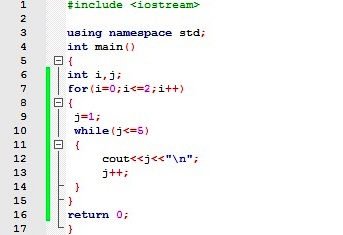 1 #include <iostream>
2
3 using namespace std;
4 int main()
5 {
6 int i,j;
7 for(i=0;i<=2;i++)
8 {
9 j=1;
10 while(j<=5)
11 {
12 cout<<j<<"\n";
13 j++;
14 }
15 }
16 return 0;
17 }